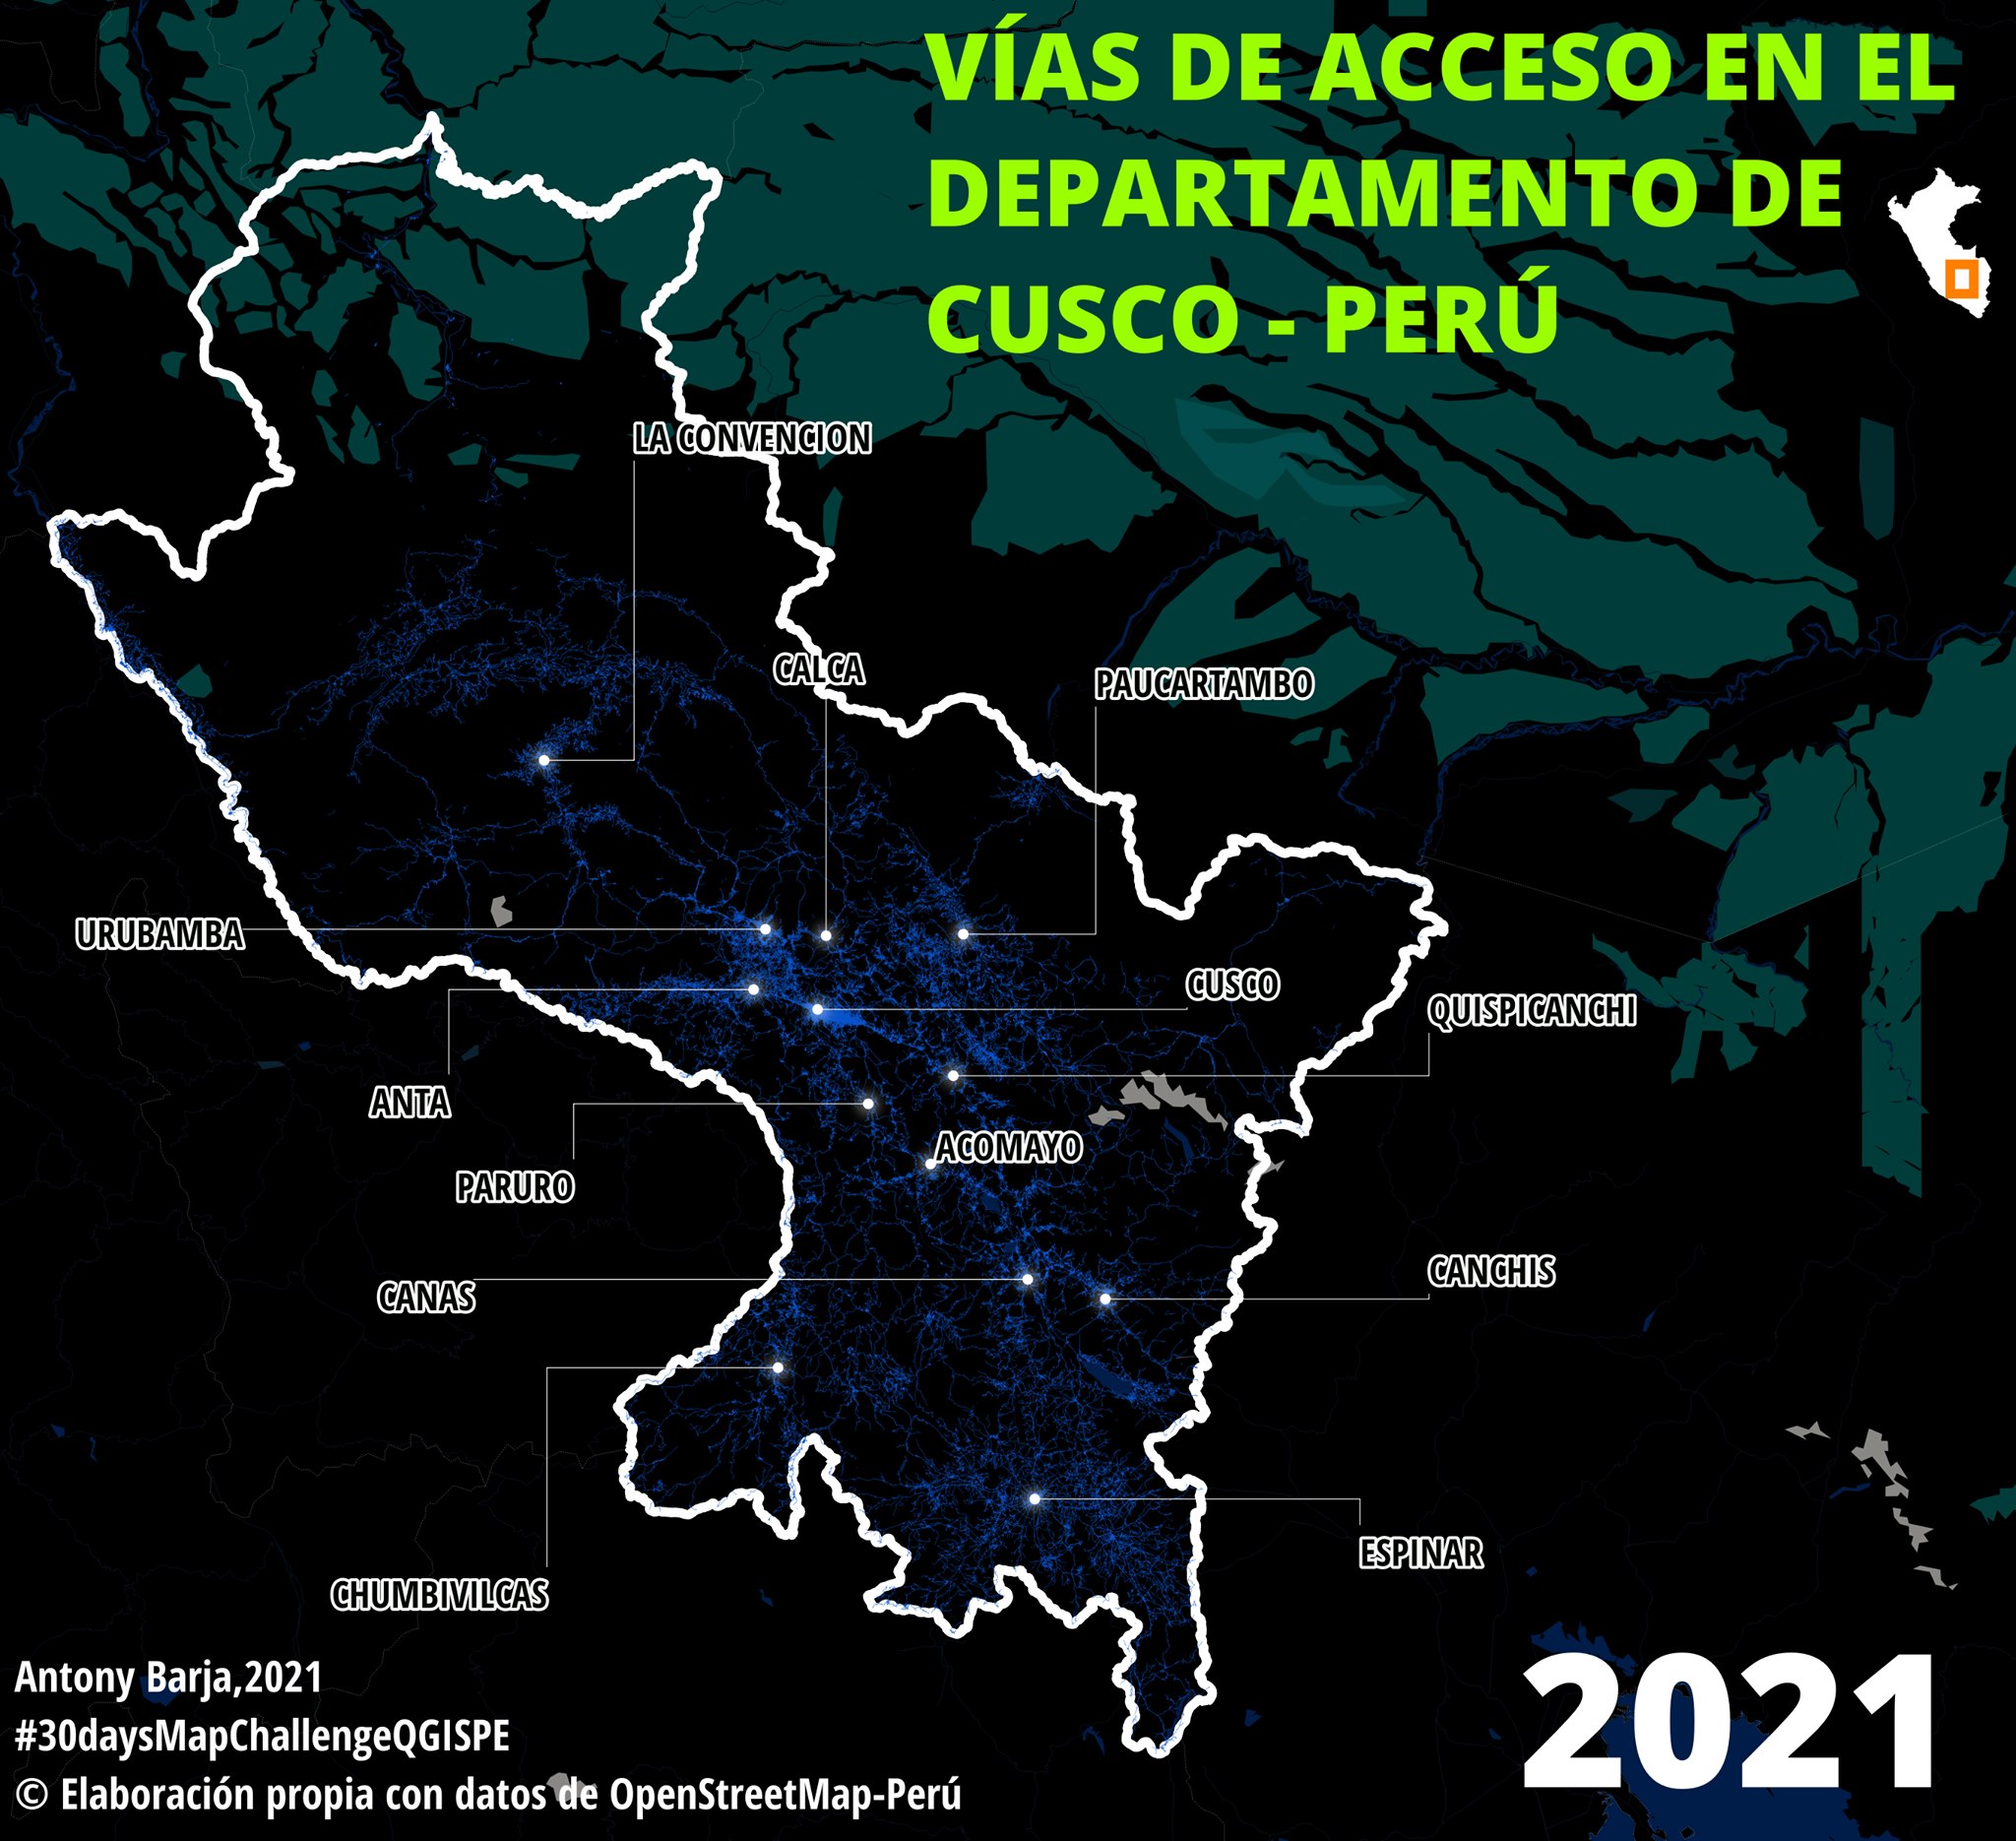 VÍAS DE ACCESO EN EL
DEPARTAMENTO DE
CUSCO - PERÚ
LA CONVENCION
CALCA
PAUCARTAMBO
URUBAMBA
CUSCO
QUISPICANCHI
ANTA
ACOMAYO
PARURO
CANCHIS
CANAS
ESPINAR
CHUMBIVILCAS
Antony Barja,2021
#30daysMapChallengeQGISPE
© Elaboración propia con datos de OpenStreetMap-Perú
2021